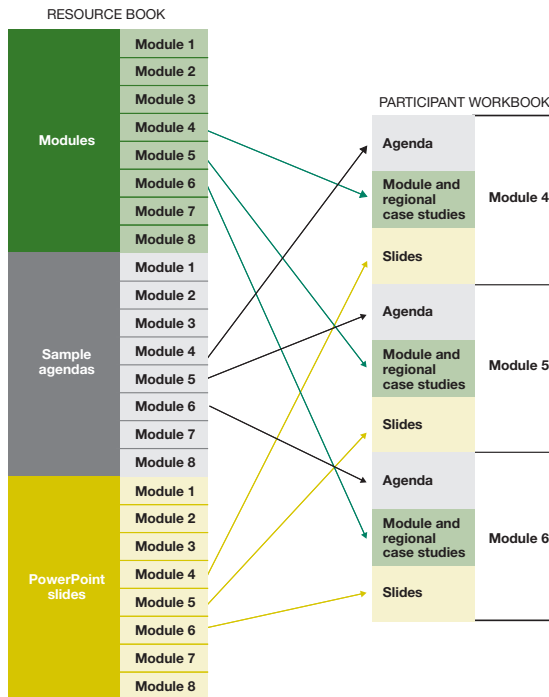 RESOURCE BOOK
Modules
Module 1
Module 2
Module 3
Module 4
Module 5
Module 6
Module 7
Module 8
Sample
agendas
Module 1
Module 2
Module 3
Module 4
Module 5
Module 6
Module 7
Module 8
PowerPoint
slides
Module 1
Module 2
Module 3
Module 4
Module 5
Module 6
Module 7
Module 8
PARTICIPANT WORKBOOK
Agenda
Module and
regional
case studies
Slides
Module 4
Agenda
Module and
regional
case studies
Slides
Module 5
Agenda
Module and
regional
case studies
Slides
Module 6